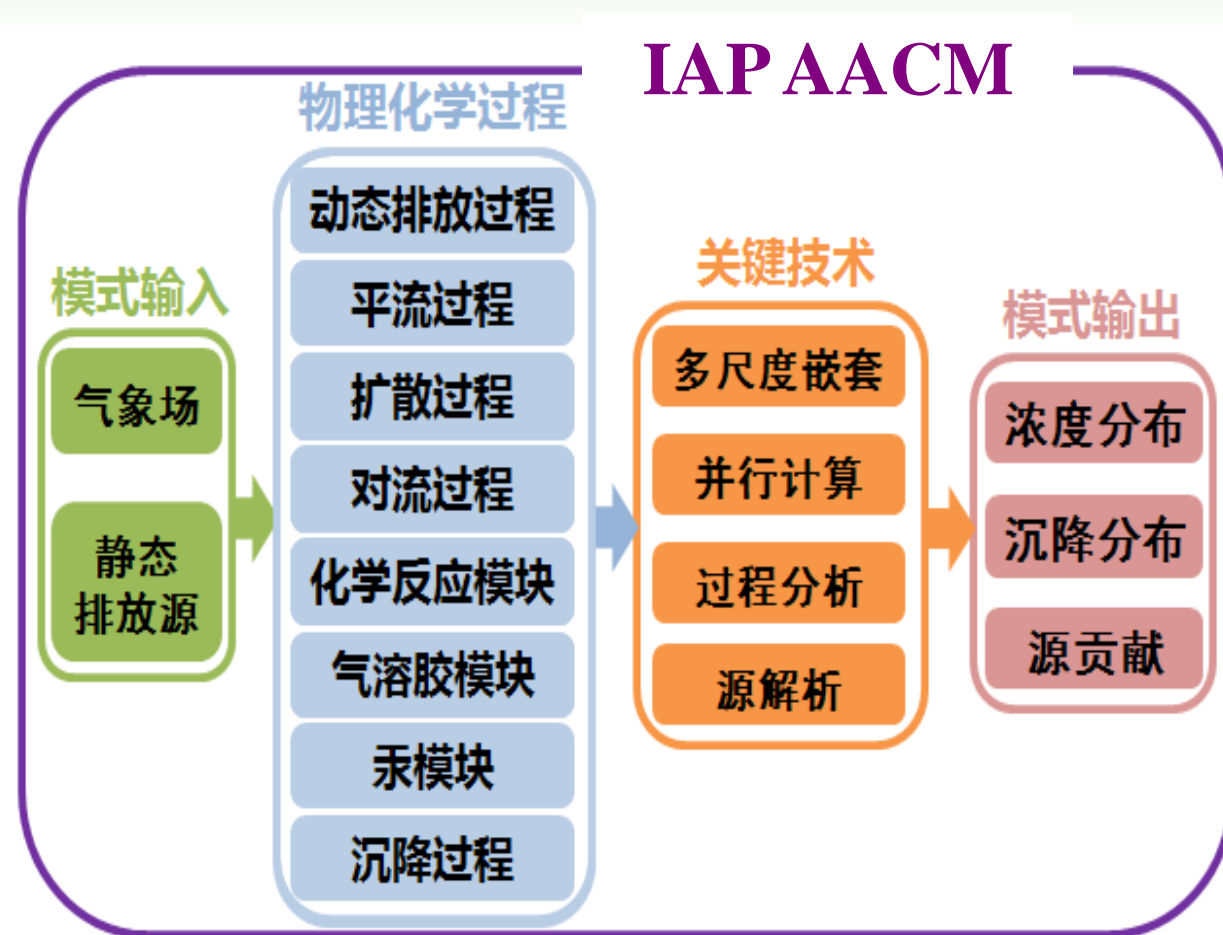 IAP AACM
模式输入
气象场
静态
排放源
物理化学过程
动态排放过程
平流过程
扩散过程
对流过程
化学反应模块
气溶胶模块
汞模块
沉降过程
关键技术
多尺度嵌套
并行计算
过程分析
源解析
模式输出
浓度分布
沉降分布
源贡献